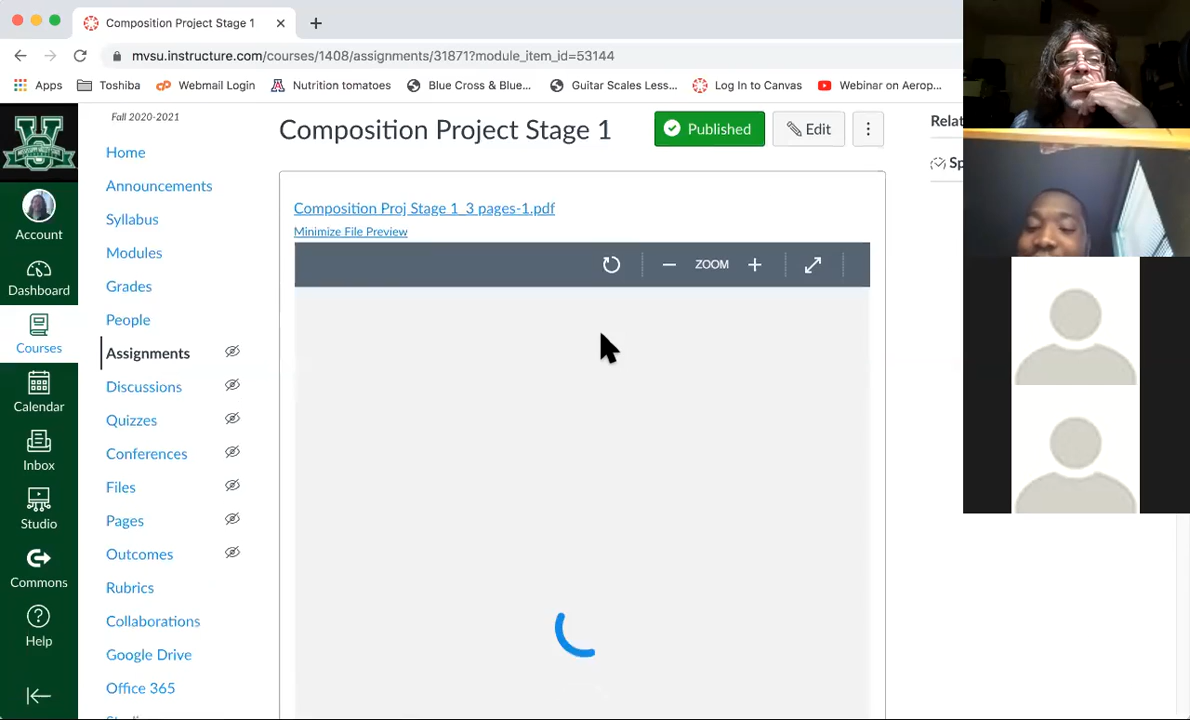 Composition Project Stage 1
mvsu.instructure.com/courses/1408/assignments/31871?module_item_id=53144
Apps Toshiba Webmail Login Nutrition tomatoes Blue Cross & Blue... Guitar Scales Less... Log In to Canvas Webinar on Aerop...
Account
Dashboard
Courses
Calendar
Inbox
Studio
Commons
Help
Fall 2020-2021
Home
Announcements
Syllabus
Modules
Grades
People
Assignments
Discussions
Quizzes
Conferences
Files
Pages
Outcomes
Rubrics
Collaborations
Google Drive
Office 365
Composition Project Stage 1
Published Edit
Composition Proj Stage 1_3 pages-1.pdf
Minimize File Preview
ZOOM
Relat
Sp